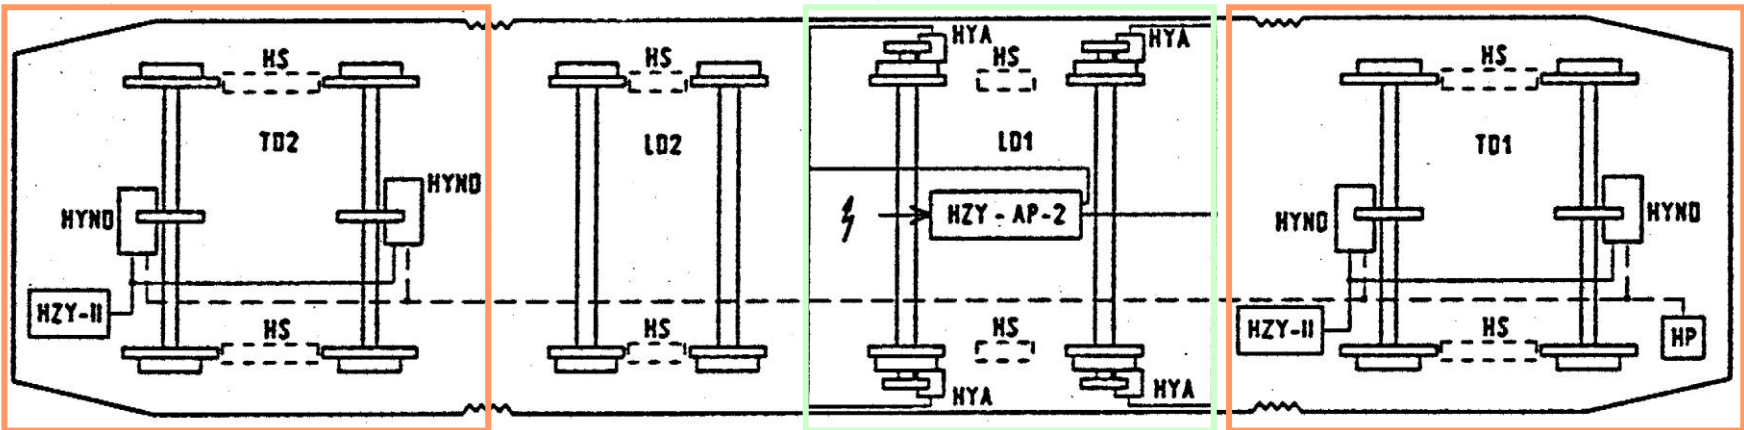 HS HS HYA HS HYA HS
TD2 LD2 LD1 TD1
HYND HYND HZY - AP-2 HYND HYND
HZY-II HS HS HS HZY-II HS HP
HYA HYA